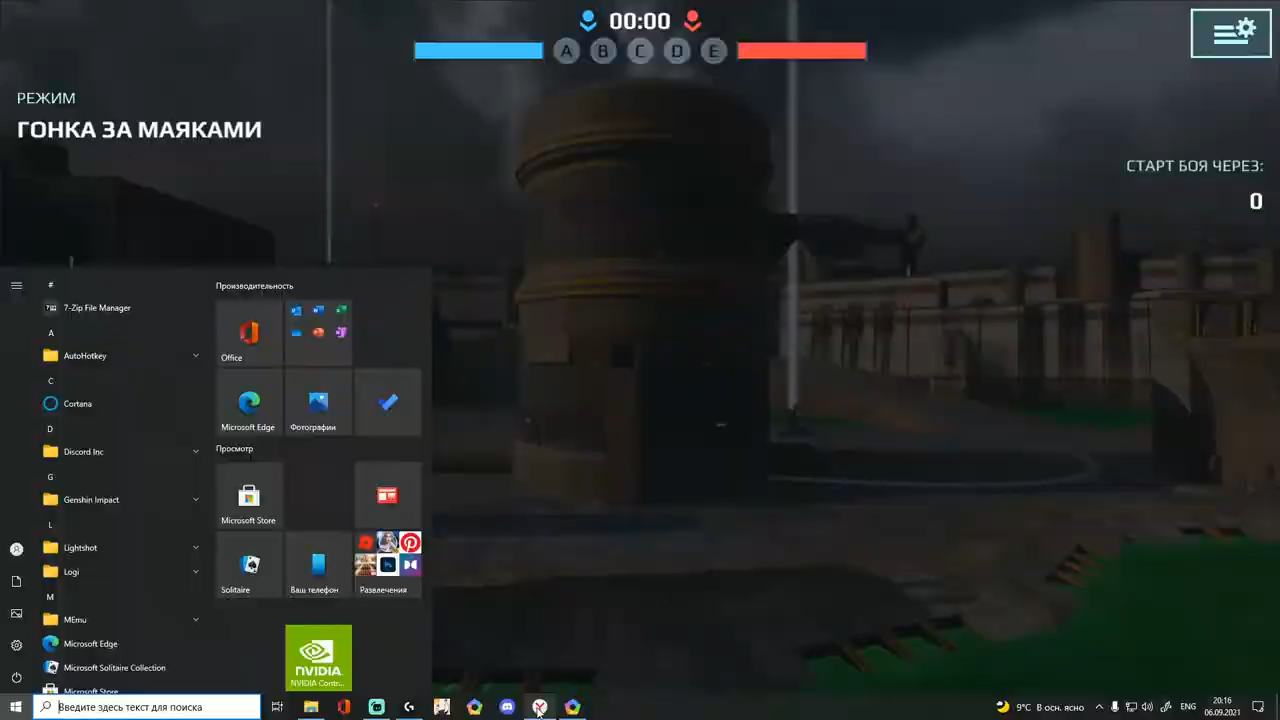 00:00
A B C D E
РЕЖИМ
ГОНКА ЗА МАЯКАМИ
СТАРТ БОЯ ЧЕРЕЗ:
0
#
7-Zip File Manager
A
AutoHotkey
C
Cortana
D
Discord Inc
G
Genshin Impact
L
Lightshot
Logi
M
MEmu
Microsoft Edge
Microsoft Solitaire Collection
Microsoft Store
Производительность
Office
Microsoft Edge
Фотографии
Просмотр
Microsoft Store
Solitaire
Ваш телефон
Развлечения
NVIDIA.
NVIDIA Contr...
Введите здесь текст для поиска
9°C В осн. ясно
ENG
20:16
06.09.2021